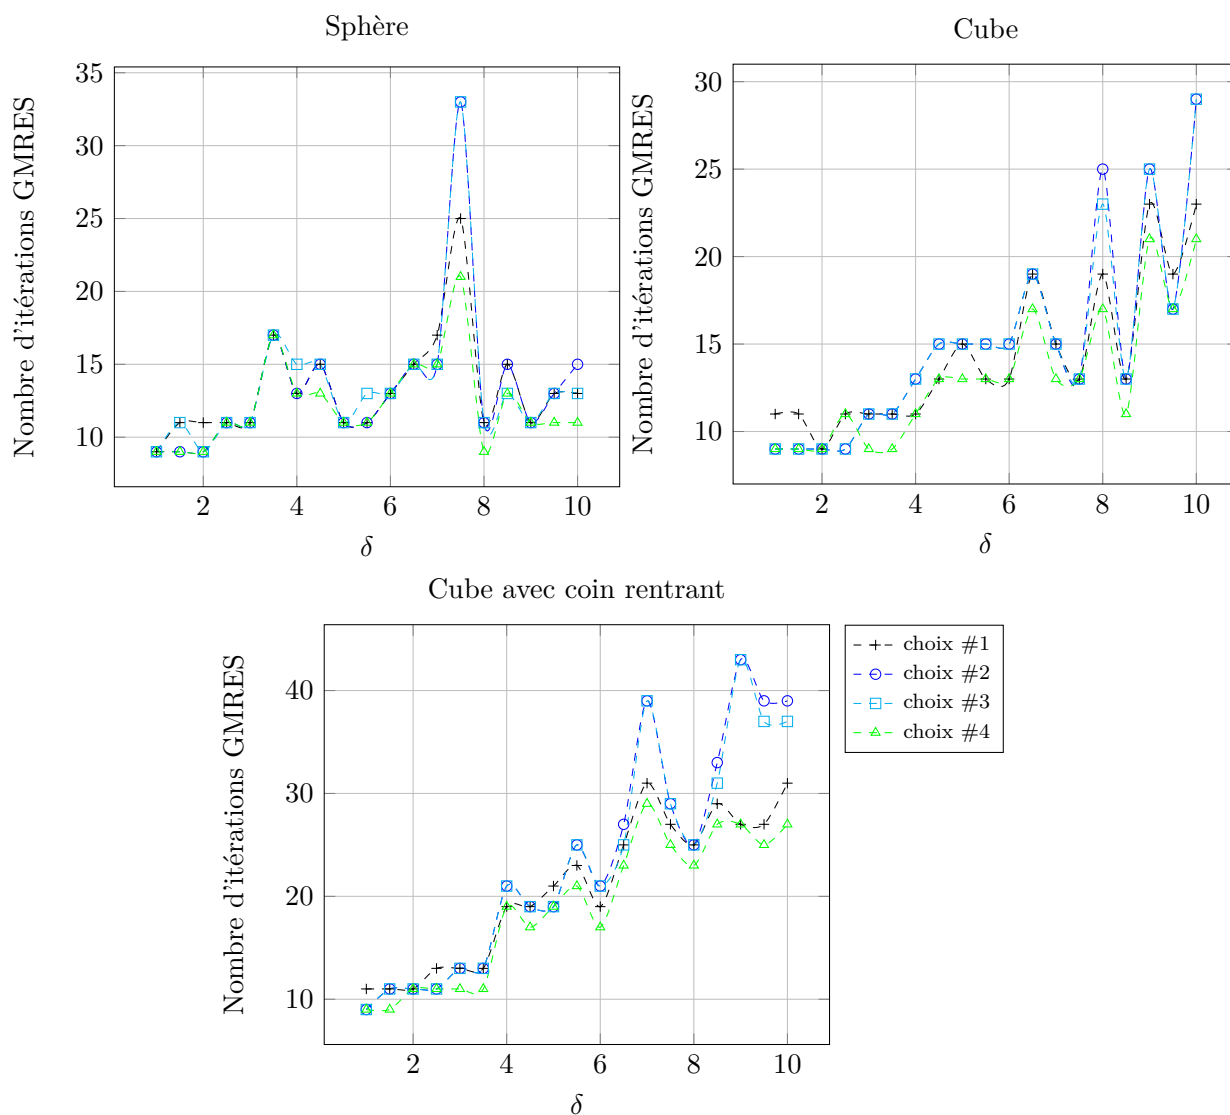 Sphère
Nombre d'itérations GMRES
35
30
25
20
15
10
2 4 6 8 10
δ
Cube
Nombre d'itérations GMRES
30
25
20
15
10
2 4 6 8 10
δ
Cube avec coin rentrant
Nombre d'itérations GMRES
40
30
20
10
2 4 6 8 10
δ
choix #1
choix #2
choix #3
choix #4